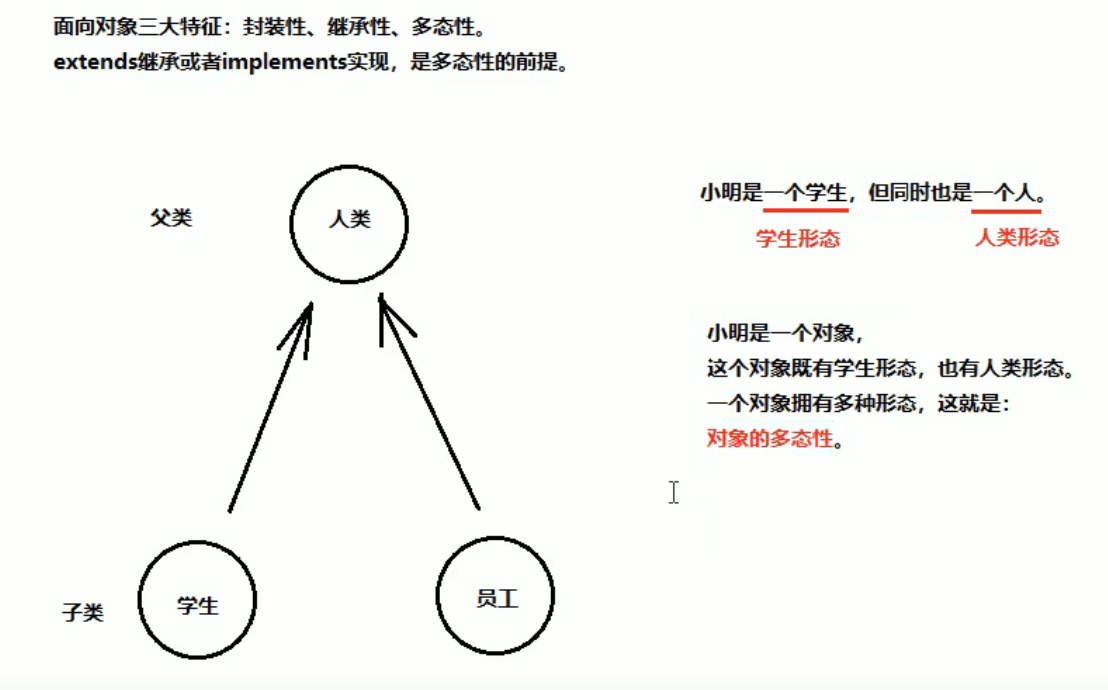 面向对象三大特征：封装性、继承性、多态性。
extends继承或者implements实现，是多态性的前提。
父类
人类
小明是一个学生，但同时也是一个人。
学生形态
人类形态
小明是一个对象，
这个对象既有学生形态，也有人类形态。
一个对象拥有多种形态，这就是：
对象的多态性。
子类
学生
员工